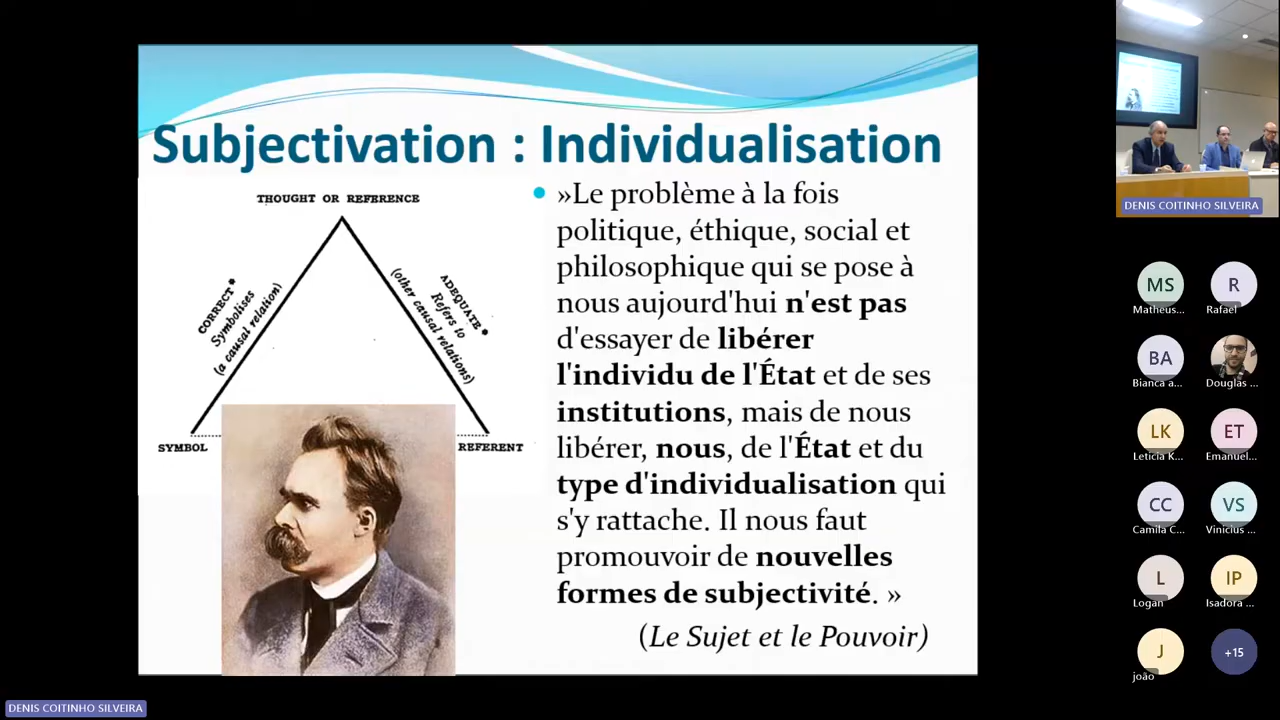 Subjectivation : Individualisation
THOUGHT OR REFERENCE
CORRECT*
Symbolises
(a causal relation)
ADEQUATE*
Refers to
(other causal relations)
SYMBOL
REFERENT
»Le problème à la fois
politique, éthique, social et
philosophique qui se pose à
nous aujourd'hui n'est pas
d'essayer de libérer
l'individu de l'État et de ses
institutions, mais de nous
libérer, nous, de l'État et du
type d'individualisation qui
s'y rattache. Il nous faut
promouvoir de nouvelles
formes de subjectivité. »
(Le Sujet et le Pouvoir)
DENIS COITINHO SILVEIRA
MS
Matheus...
R
Rafael
BA
Bianca a...
Douglas ...
LK
Leticia K...
ET
Emanuel...
CC
Camila C...
VS
Vinicius ...
L
Logan
IP
Isadora ...
J
joão
+15
DENIS COITINHO SILVEIRA